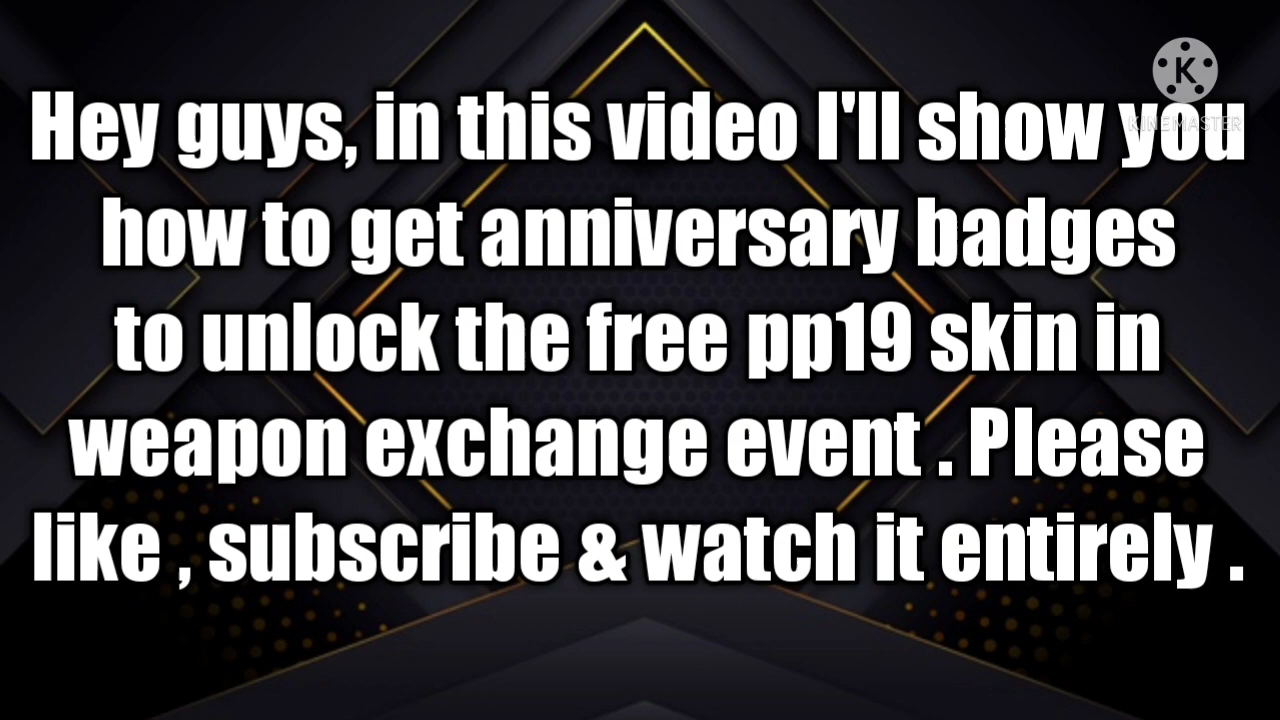 K
KINEMASTER
Hey guys, in this video I'll show you
how to get anniversary badges
to unlock the free pp19 skin in
weapon exchange event . Please
like , subscribe & watch it entirely .